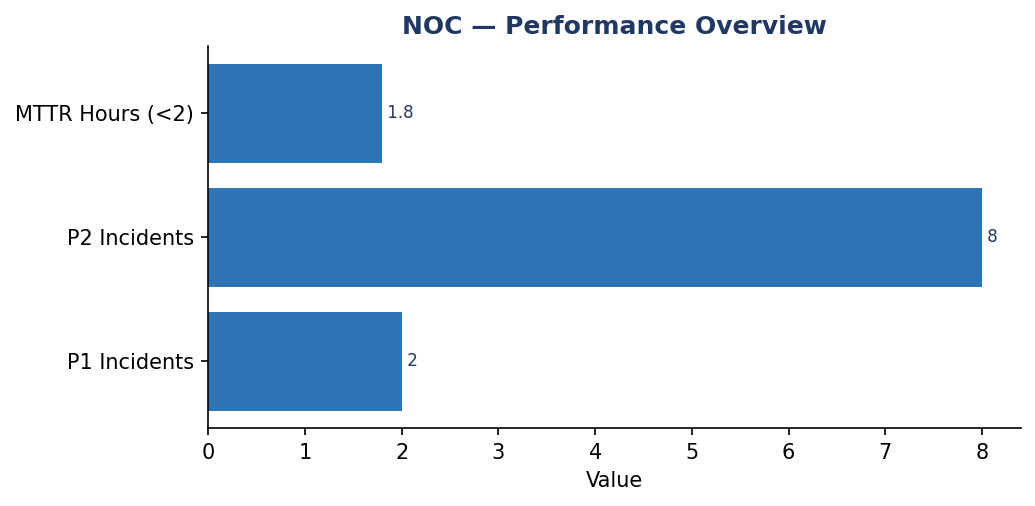 NOC — Performance Overview
MTTR Hours (<2)
1.8
P2 Incidents
8
P1 Incidents
2
0 1 2 3 4 5 6 7 8
Value